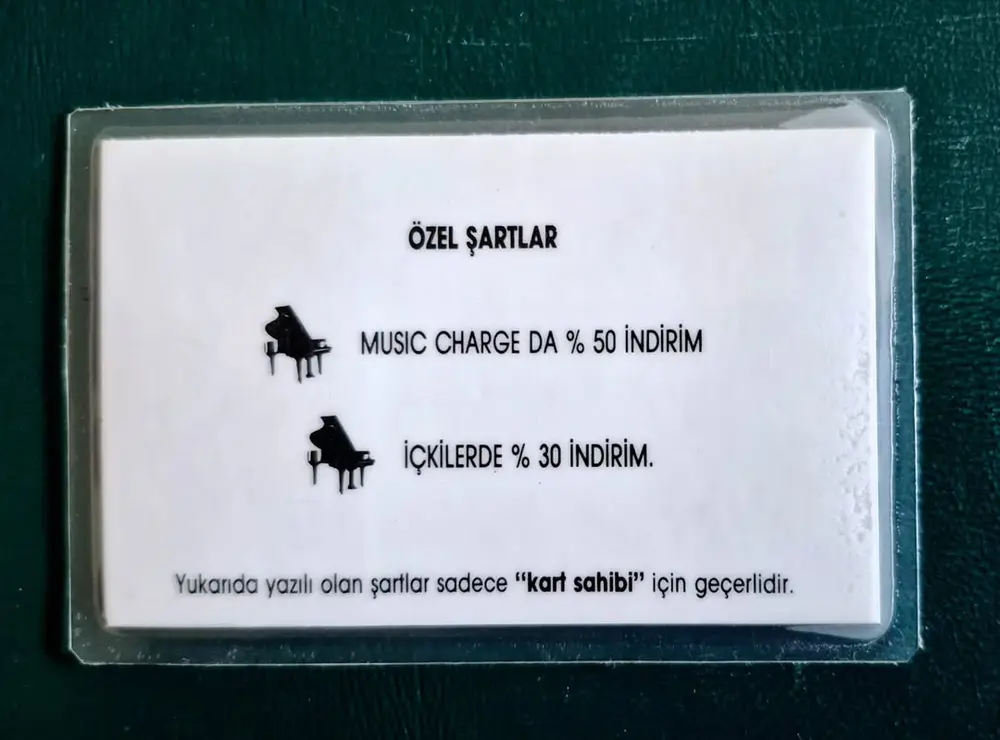 ÖZEL ŞARTLAR
MUSIC CHARGE DA % 50 İNDİRİM
İÇKİLERDE % 30 İNDİRİM.
Yukarıda yazılı olan şartlar sadece “kart sahibi” için geçerlidir.